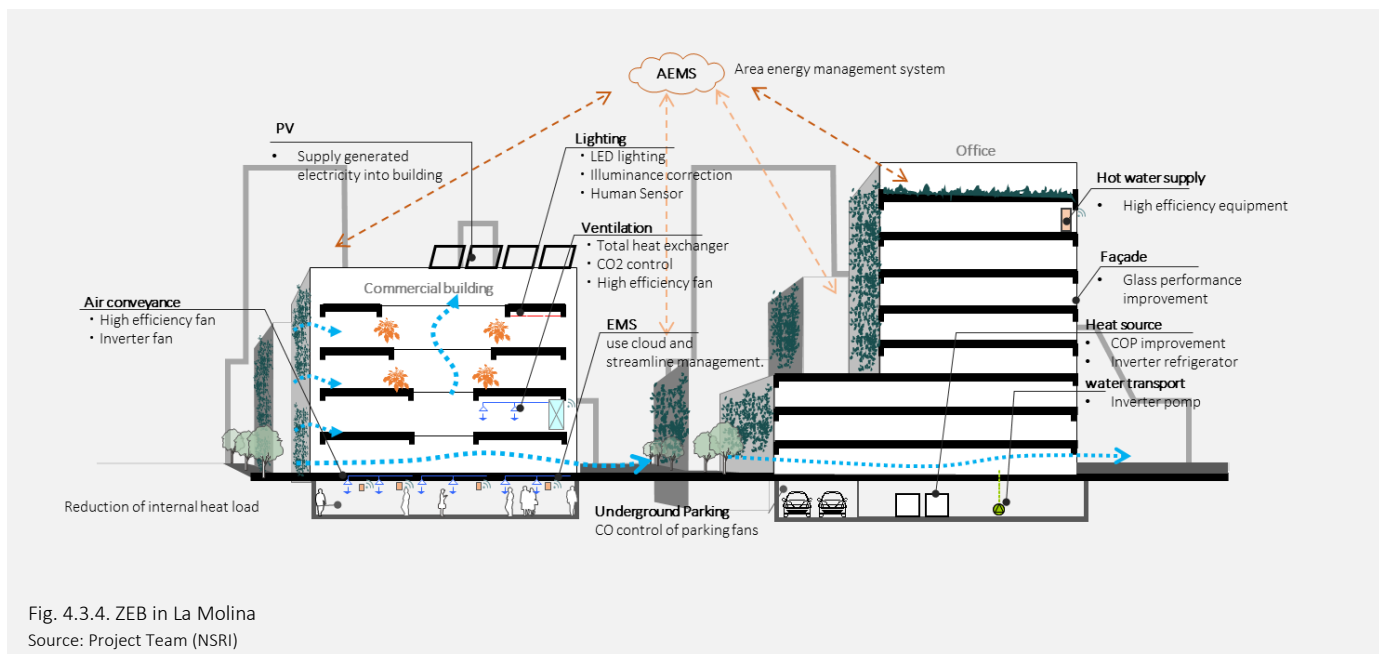 AEMS
Area energy management system
PV
• Supply generated
electricity into building
Lighting
・LED lighting
・Illuminance correction
・Human Sensor
Office
Hot water supply
• High efficiency equipment
Ventilation
・Total heat exchanger
・CO2 control
・High efficiency fan
Façade
• Glass performance
improvement
Commercial building
Air conveyance
・High efficiency fan
・Inverter fan
EMS
use cloud and
streamline management.
Heat source
• COP improvement
• Inverter refrigerator
water transport
• Inverter pump
Reduction of internal heat load
Underground Parking
CO control of parking fans
Fig. 4.3.4. ZEB in La Molina
Source: Project Team (NSRI)